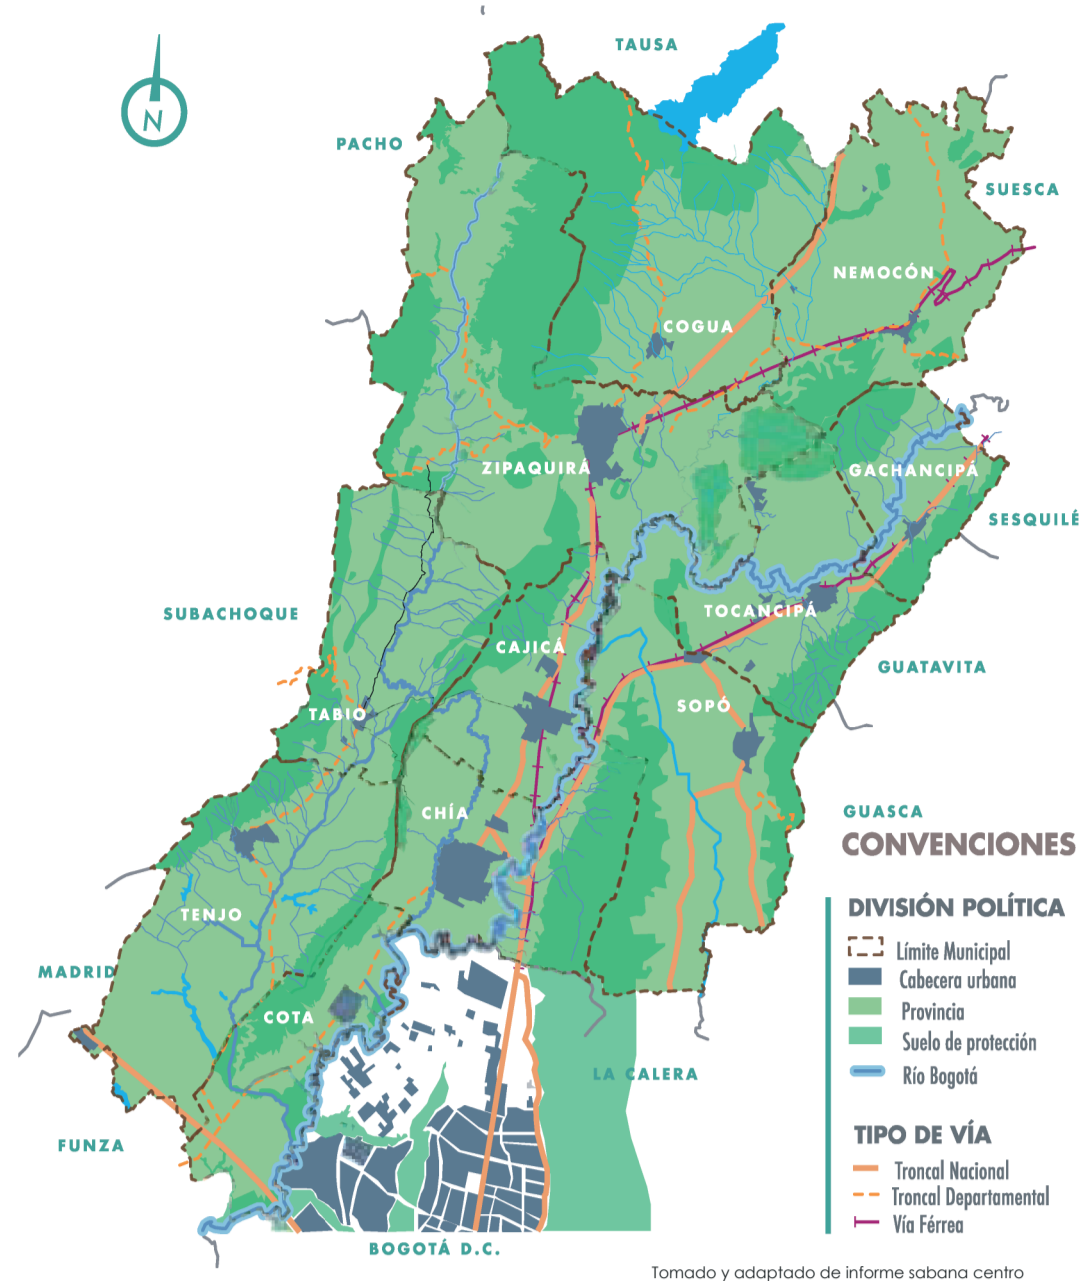 TAUSA
N
PACHO
SUESCA
NEMOCÓN
COGUA
ZIPAQUIRÁ
GACHANCIPÁ
SESQUILÉ
SUBACHOQUE
TOCANCIPÁ
CAJICÁ
GUATAVITA
TABIO
SOPÓ
CHÍA
GUASCA
TENJO
MADRID
COTA
LA CALERA
FUNZA
BOGOTÁ D.C.
CONVENCIONES
DIVISIÓN POLÍTICA
Límite Municipal
Cabecera urbana
Provincia
Suelo de protección
Río Bogotá
TIPO DE VÍA
Troncal Nacional
Troncal Departamental
Vía Férrea
Tomado y adaptado de informe sabana centro